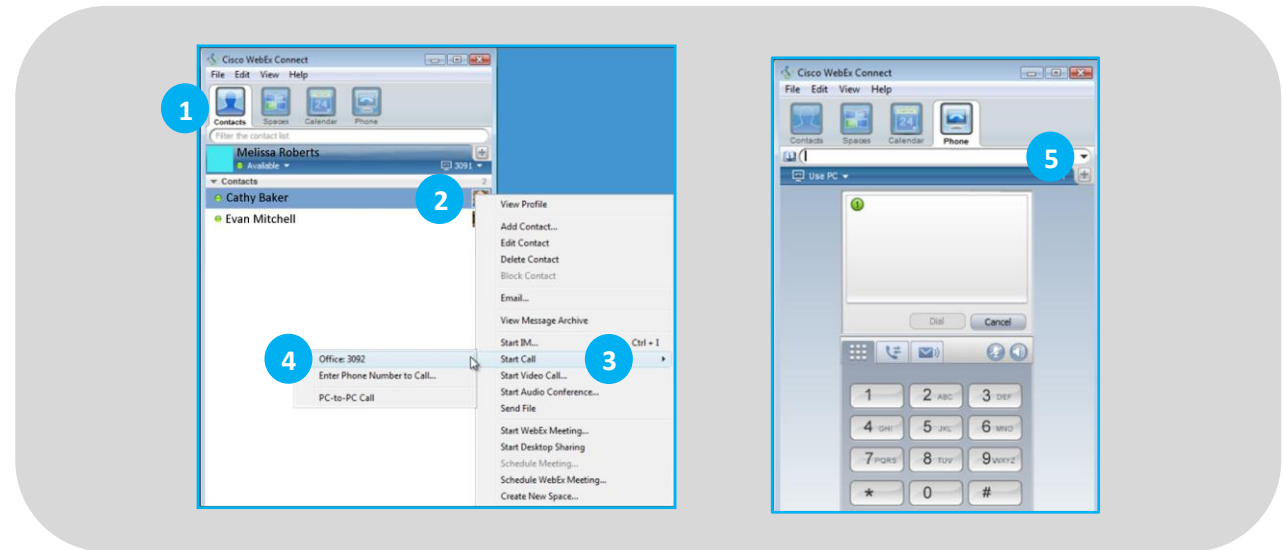 Cisco WebEx Connect
File Edit View Help
1
Contacts Spaces Calendar Phone
24
Filter the contact list
Melissa Roberts
Available
3091
Contacts 2
Cathy Baker
2
Evan Mitchell
View Profile
Add Contact...
Edit Contact
Delete Contact
Block Contact
Email...
View Message Archive
Start IM... Ctrl + I
Start Call
3
Start Video Call...
Start Audio Conference...
Send File
Start WebEx Meeting...
Start Desktop Sharing
Schedule Meeting...
Schedule WebEx Meeting...
Create New Space...
4
Office: 3092
Enter Phone Number to Call...
PC-to-PC Call
Cisco WebEx Connect
File Edit View Help
24
Contacts Spaces Calendar Phone
5
Use PC
1
Dial Cancel
1 2 ABC 3 DEF
4 GHI 5 JKL 6 MNO
7 PQRS 8 TUV 9 WXYZ
* 0 #